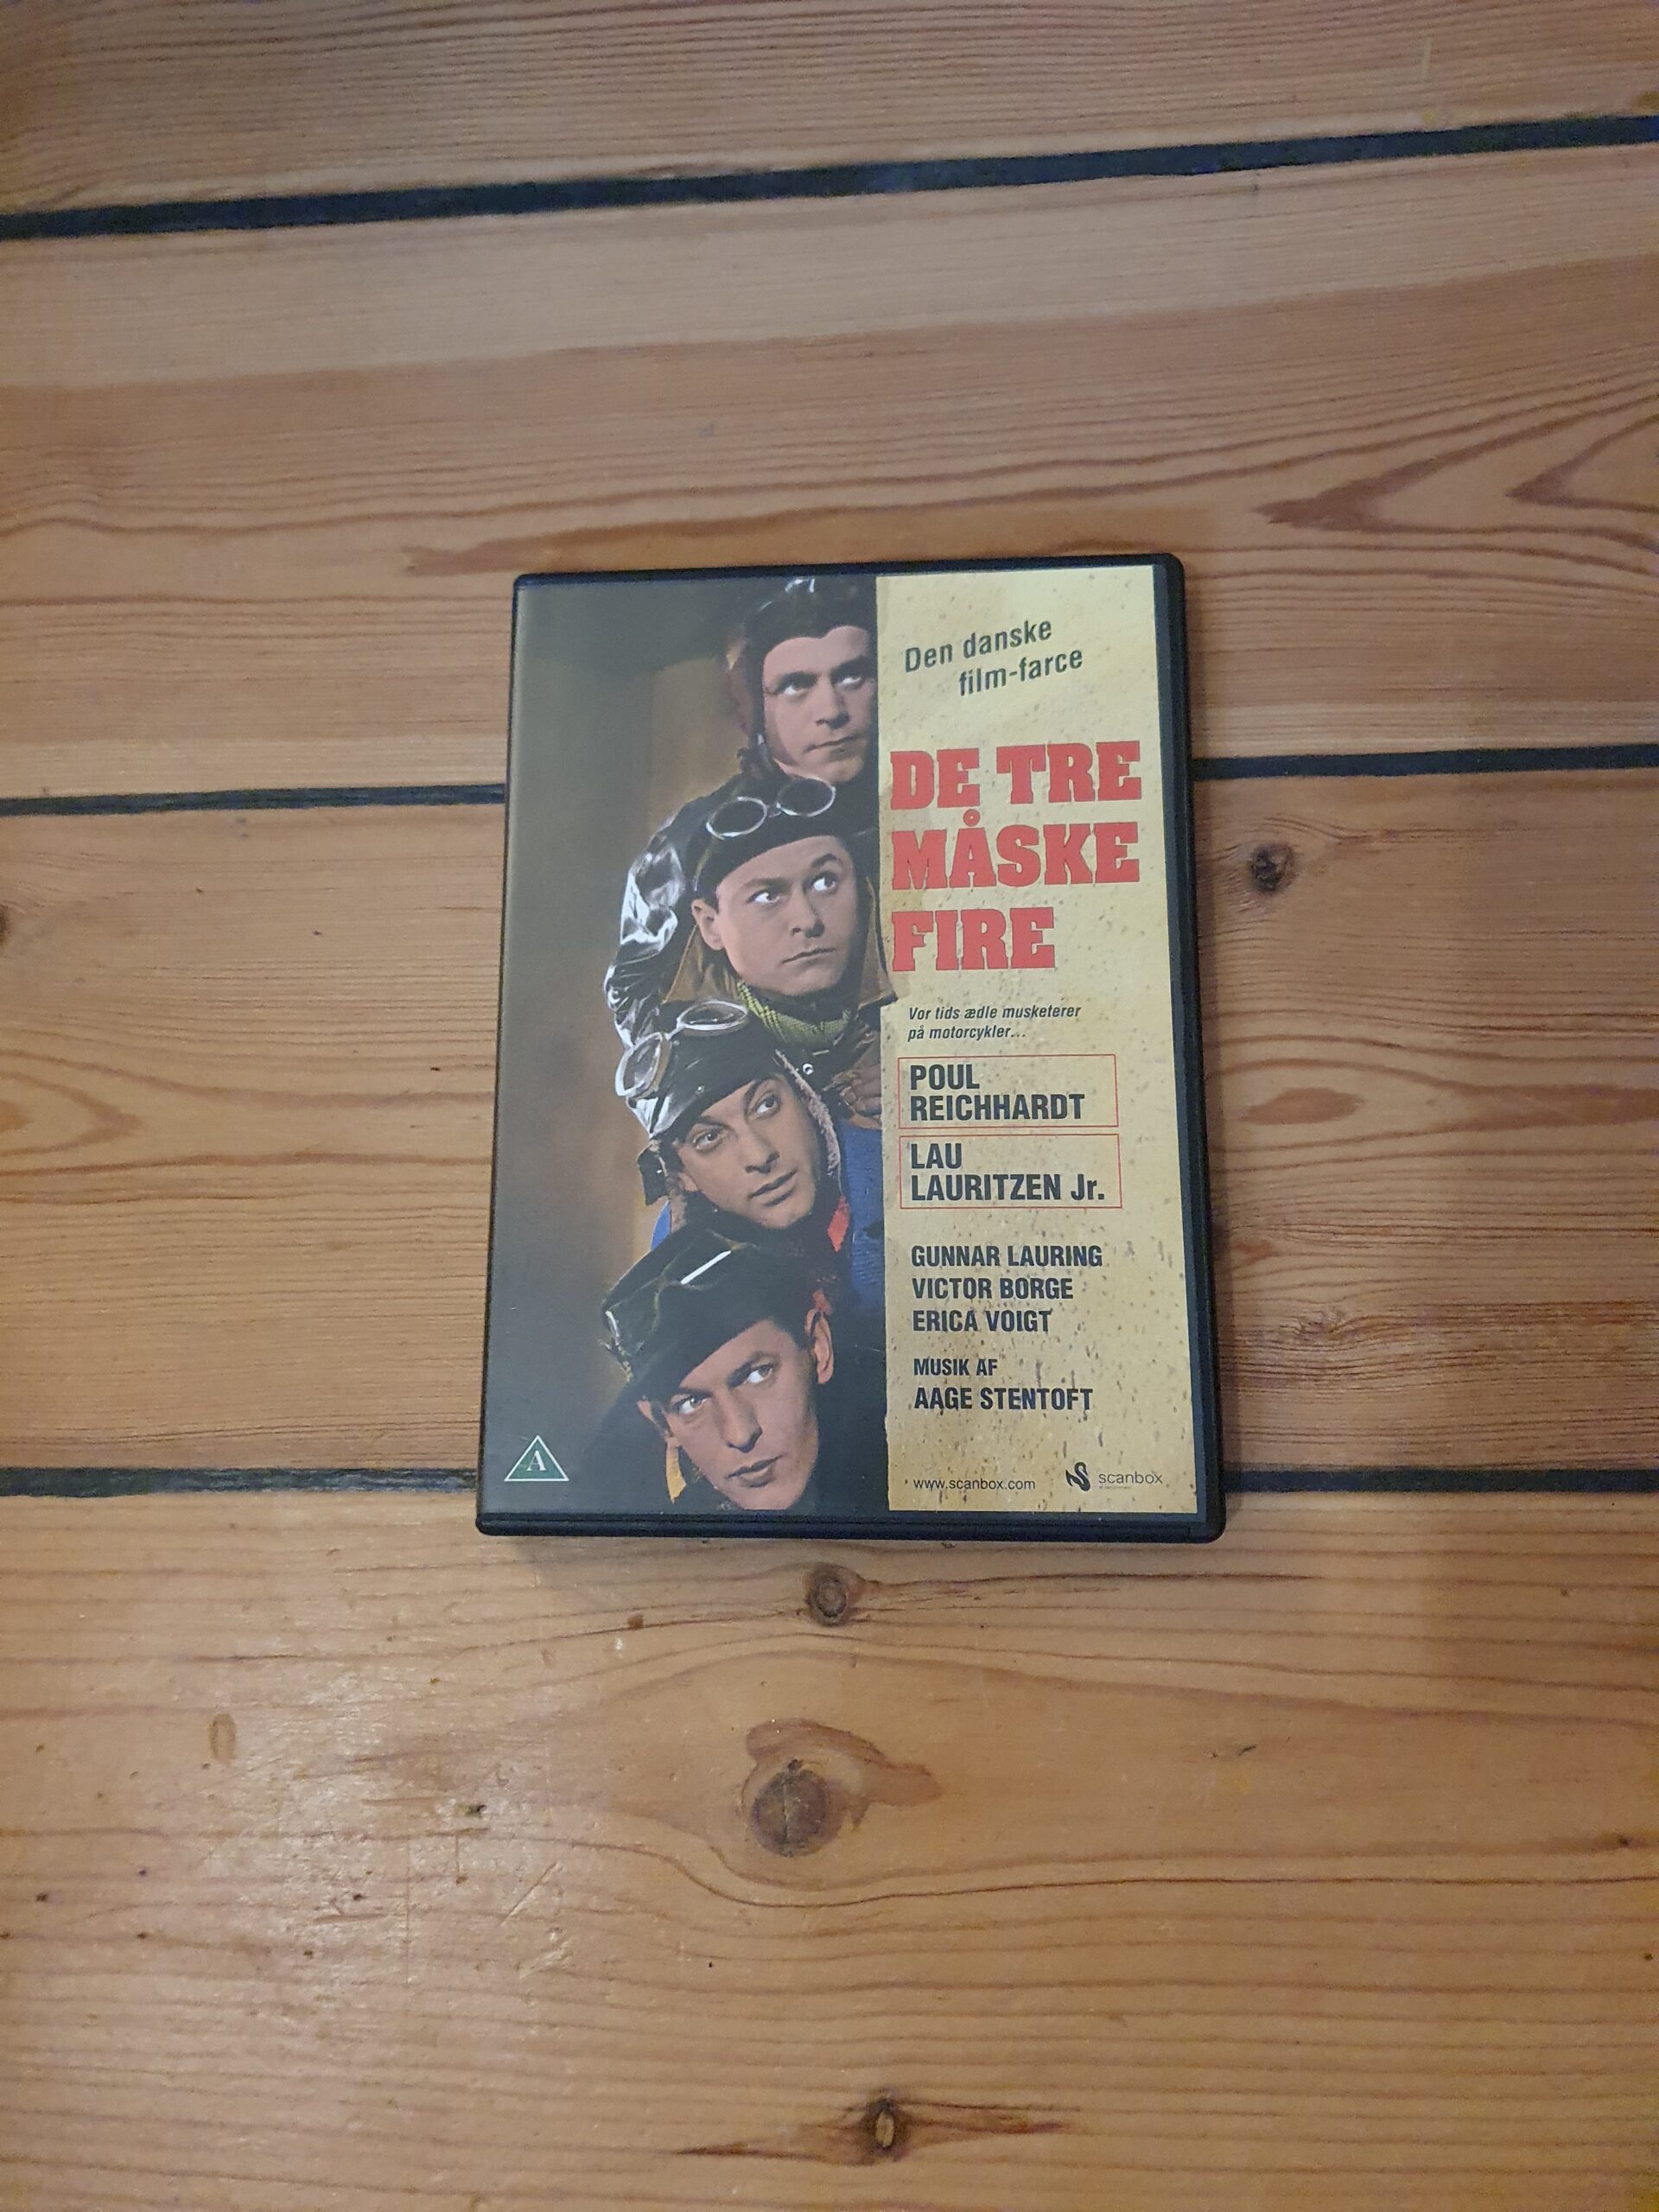 Den danske
film-farce
DE TRE
MÅSKE
FIRE
Vor tids ædle musketerer
på motorcykler...
POUL
REICHHARDT
LAU
LAURITZEN Jr.
GUNNAR LAURING
VICTOR BORGE
ERICA VOIGT
MUSIK AF
AAGE STENTOFT
A
www.scanbox.com
scanbox